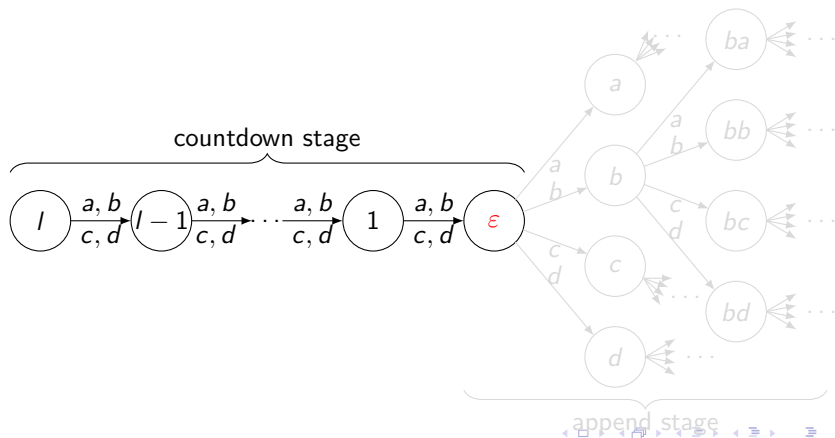 ba
a
bb
countdown stage
a
b
a
b
b
l
a, b
c, d
l − 1
a, b
c, d
· · ·
a, b
c, d
1
a, b
c, d
ε
c
d
c
d
bc
c
bd
d
append stage